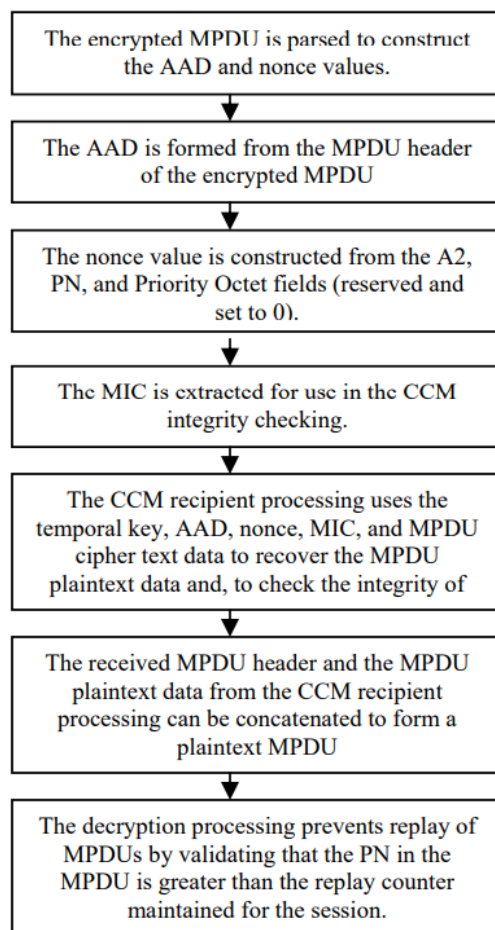 The encrypted MPDU is parsed to construct
the AAD and nonce values.
The AAD is formed from the MPDU header
of the encrypted MPDU
The nonce value is constructed from the A2,
PN, and Priority Octet fields (reserved and
set to 0).
The MIC is extracted for use in the CCM
integrity checking.
The CCM recipient processing uses the
temporal key, AAD, nonce, MIC, and MPDU
cipher text data to recover the MPDU
plaintext data and, to check the integrity of
The received MPDU header and the MPDU
plaintext data from the CCM recipient
processing can be concatenated to form a
plaintext MPDU
The decryption processing prevents replay of
MPDUs by validating that the PN in the
MPDU is greater than the replay counter
maintained for the session.